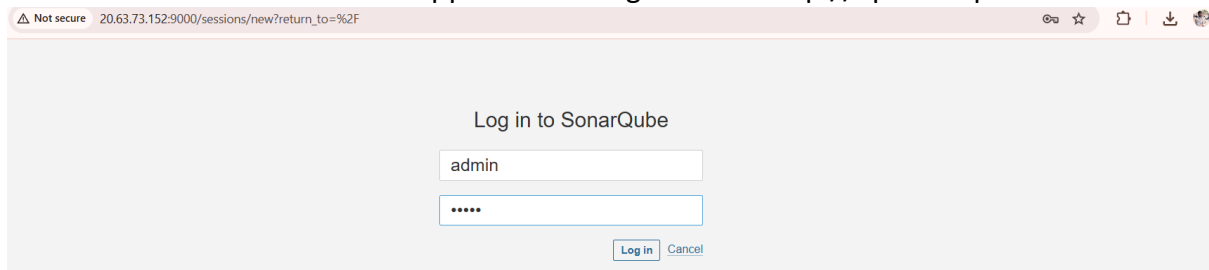 Not secure 20.63.73.152:9000/sessions/new?return_to=%2F
Log in to SonarQube
admin
•••••
Log in Cancel